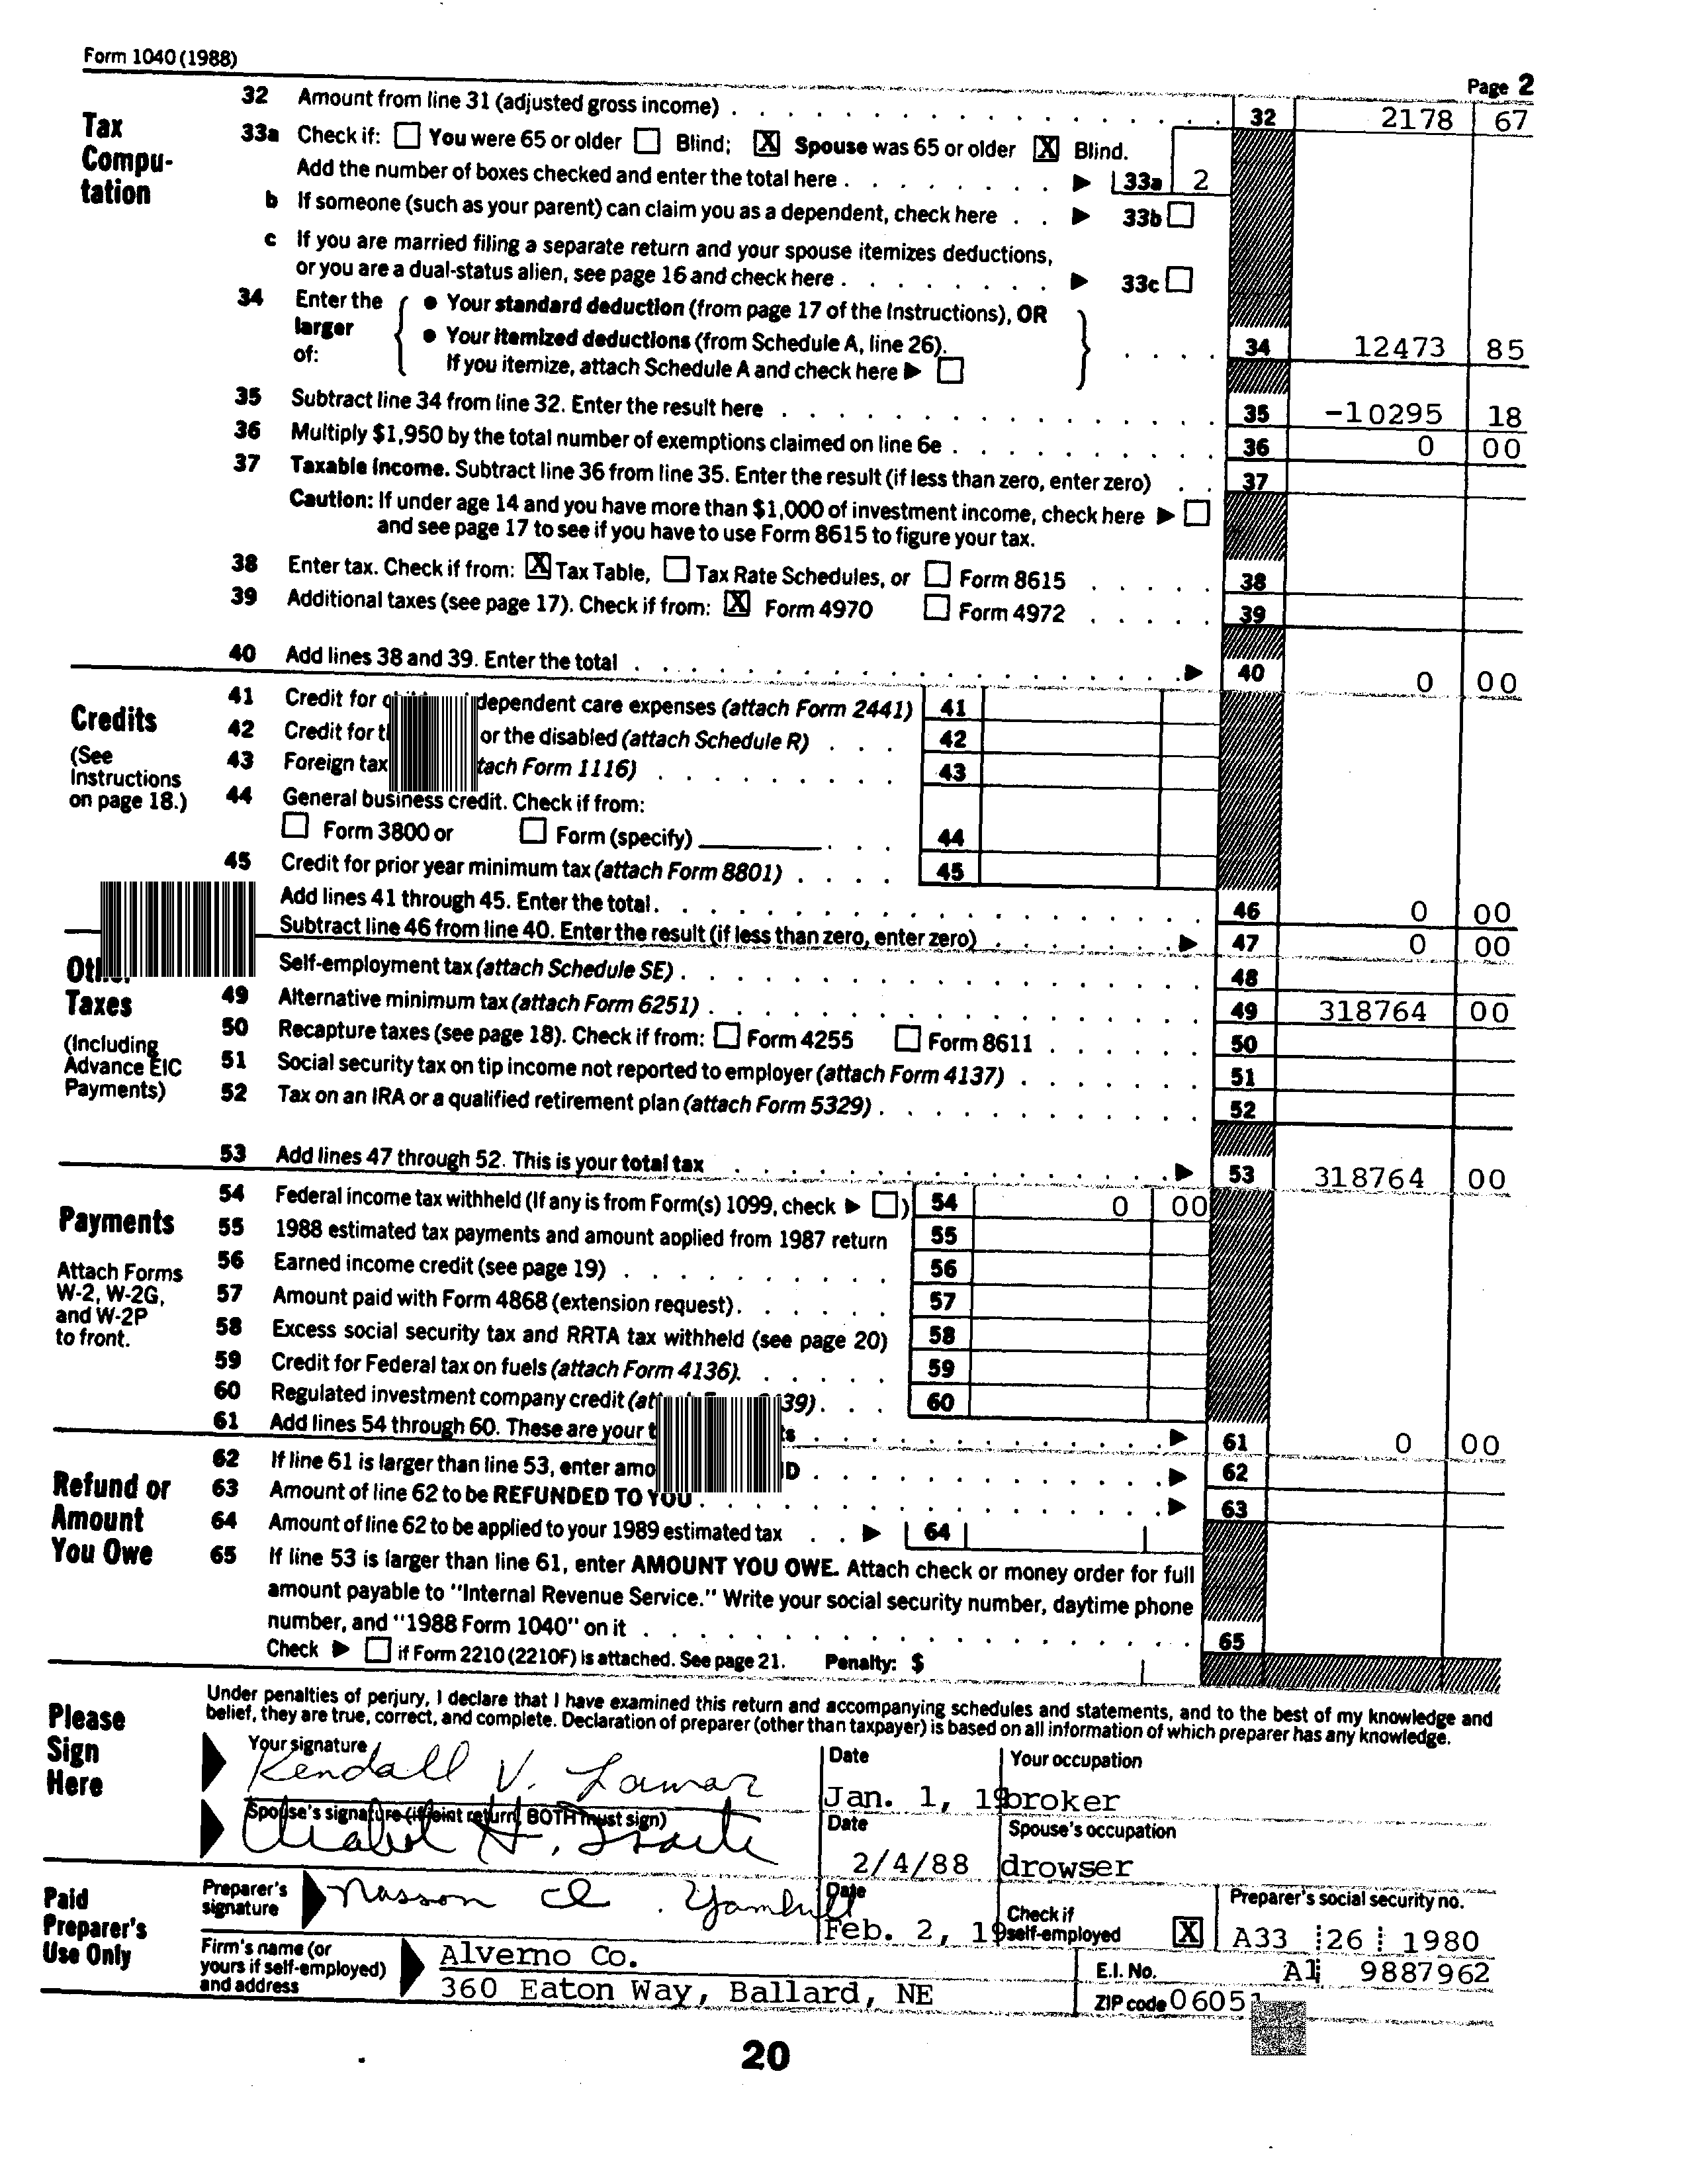 Form 1040 (1988)
Page 2
Tax Compu-tation
32 Amount from line 31 (adjusted gross income) 32 2178 67
33a Check if: You were 65 or older Blind; X Spouse was 65 or older X Blind.
Add the number of boxes checked and enter the total here 33a 2
b If someone (such as your parent) can claim you as a dependent, check here 33b
c If you are married filing a separate return and your spouse itemizes deductions,
or you are a dual-status alien, see page 16 and check here 33c
34 Enter the larger of: • Your standard deduction (from page 17 of the Instructions), OR
• Your itemized deductions (from Schedule A, line 26). 34 12473 85
If you itemize, attach Schedule A and check here
35 Subtract line 34 from line 32. Enter the result here 35 -10295 18
36 Multiply $1,950 by the total number of exemptions claimed on line 6e 36 0 00
37 Taxable income. Subtract line 36 from line 35. Enter the result (if less than zero, enter zero) 37
Caution: If under age 14 and you have more than $1,000 of investment income, check here
and see page 17 to see if you have to use Form 8615 to figure your tax.
38 Enter tax. Check if from: X Tax Table, Tax Rate Schedules, or Form 8615 38
39 Additional taxes (see page 17). Check if from: X Form 4970 Form 4972 39
40 Add lines 38 and 39. Enter the total 40 0 00
Credits
(See Instructions on page 18.)
41 Credit for dependent care expenses (attach Form 2441) 41
42 Credit for or the disabled (attach Schedule R) 42
43 Foreign tax Form 1116) 43
44 General business credit. Check if from:
Form 3800 or Form (specify) 44
45 Credit for prior year minimum tax (attach Form 8801) 45
Add lines 41 through 45. Enter the total. 46 0 00
Subtract line 46 from line 40. Enter the result (if less than zero, enter zero) 47 0 00
Taxes
(Including Advance EIC Payments)
Self-employment tax (attach Schedule SE) 48
49 Alternative minimum tax (attach Form 6251) 49 318764 00
50 Recapture taxes (see page 18). Check if from: Form 4255 Form 8611 50
51 Social security tax on tip income not reported to employer (attach Form 4137) 51
52 Tax on an IRA or a qualified retirement plan (attach Form 5329) 52
53 Add lines 47 through 52. This is your total tax 53 318764 00
Payments
Attach Forms W-2, W-2G, and W-2P to front.
54 Federal income tax withheld (If any is from Form(s) 1099, check ) 54 0 00
55 1988 estimated tax payments and amount applied from 1987 return 55
56 Earned income credit (see page 19) 56
57 Amount paid with Form 4868 (extension request) 57
58 Excess social security tax and RRTA tax withheld (see page 20) 58
59 Credit for Federal tax on fuels (attach Form 4136) 59
60 Regulated investment company credit 60
61 Add lines 54 through 60. These are your 61 0 00
Refund or Amount You Owe
62 If line 61 is larger than line 53, enter 62
63 Amount of line 62 to be REFUNDED TO YOU 63
64 Amount of line 62 to be applied to your 1989 estimated tax 64
65 If line 53 is larger than line 61, enter AMOUNT YOU OWE. Attach check or money order for full
amount payable to "Internal Revenue Service." Write your social security number, daytime phone
number, and "1988 Form 1040" on it 65
Check if Form 2210 (2210F) is attached. See page 21. Penalty: $
Please Sign Here
Under penalties of perjury, I declare that I have examined this return and accompanying schedules and statements, and to the best of my knowledge and
belief, they are true, correct, and complete. Declaration of preparer (other than taxpayer) is based on all information of which preparer has any knowledge.
Your signature Date Your occupation
Kendall V. Lamar Jan. 1, 19 broker
Spouse's signature (if joint return, BOTH must sign) Date Spouse's occupation
H. 2/4/88 drowser
Paid Preparer's Use Only
Preparer's signature Date Check if self-employed X Preparer's social security no.
Feb. 2, 19 A33 26 1980
Firm's name (or yours if self-employed) and address
Alverno Co. E.I. No. A1 9887962
360 Eaton Way, Ballard, NE ZIP code 06051
20